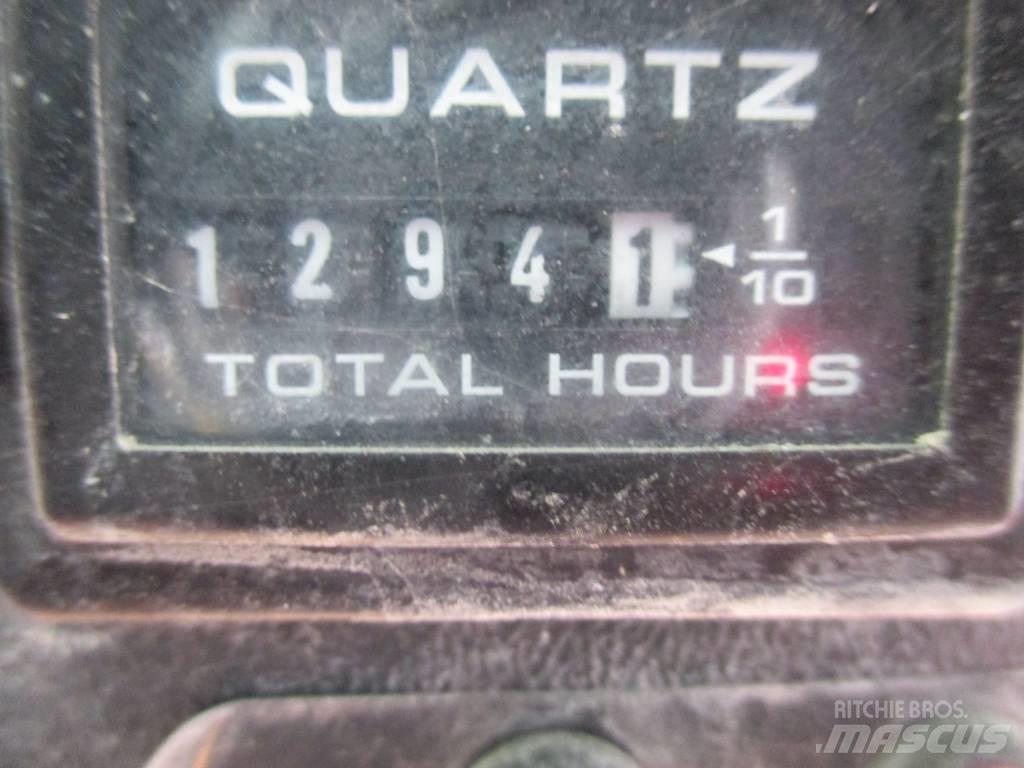 QUARTZ
1 2 9 4 1 ◄ 1/10
TOTAL HOURS
RITCHIE BROS.
MASCUS